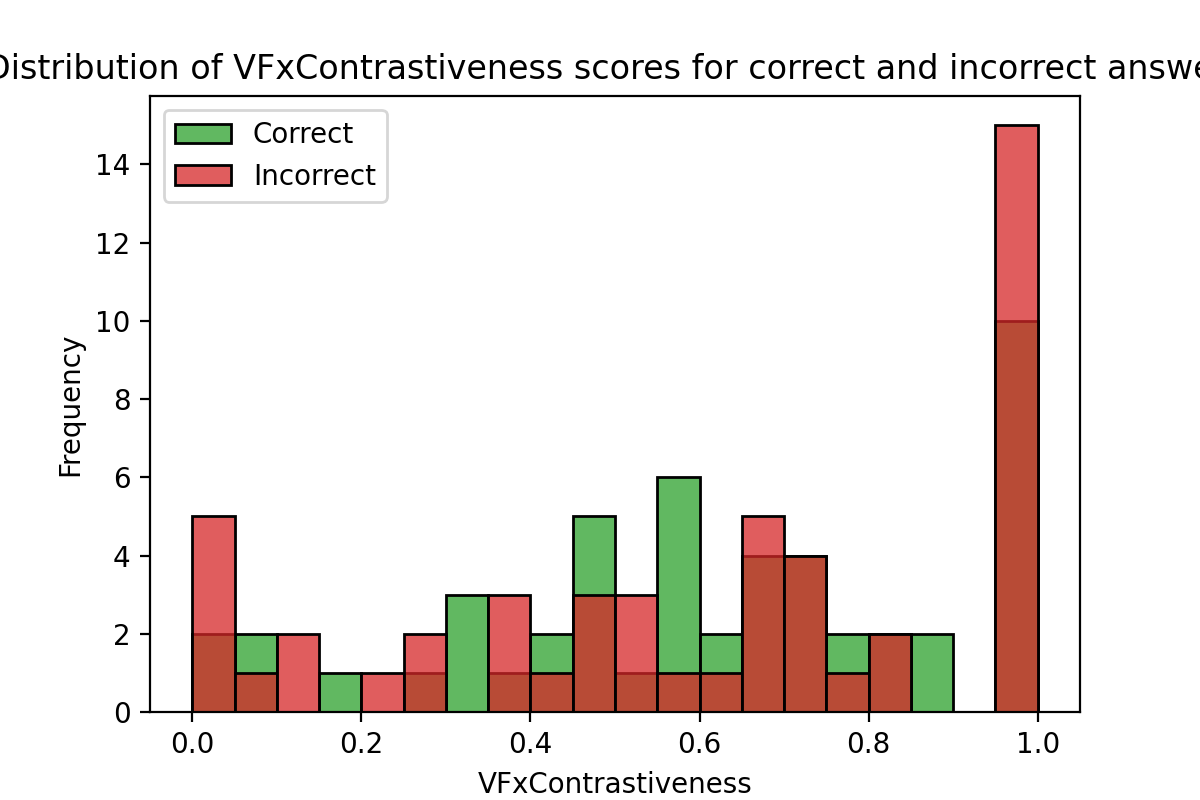 Distribution of VFxContrastiveness scores for correct and incorrect answe
Correct
Incorrect
14
12
10
8
6
4
2
0
Frequency
0.0 0.2 0.4 0.6 0.8 1.0
VFxContrastiveness